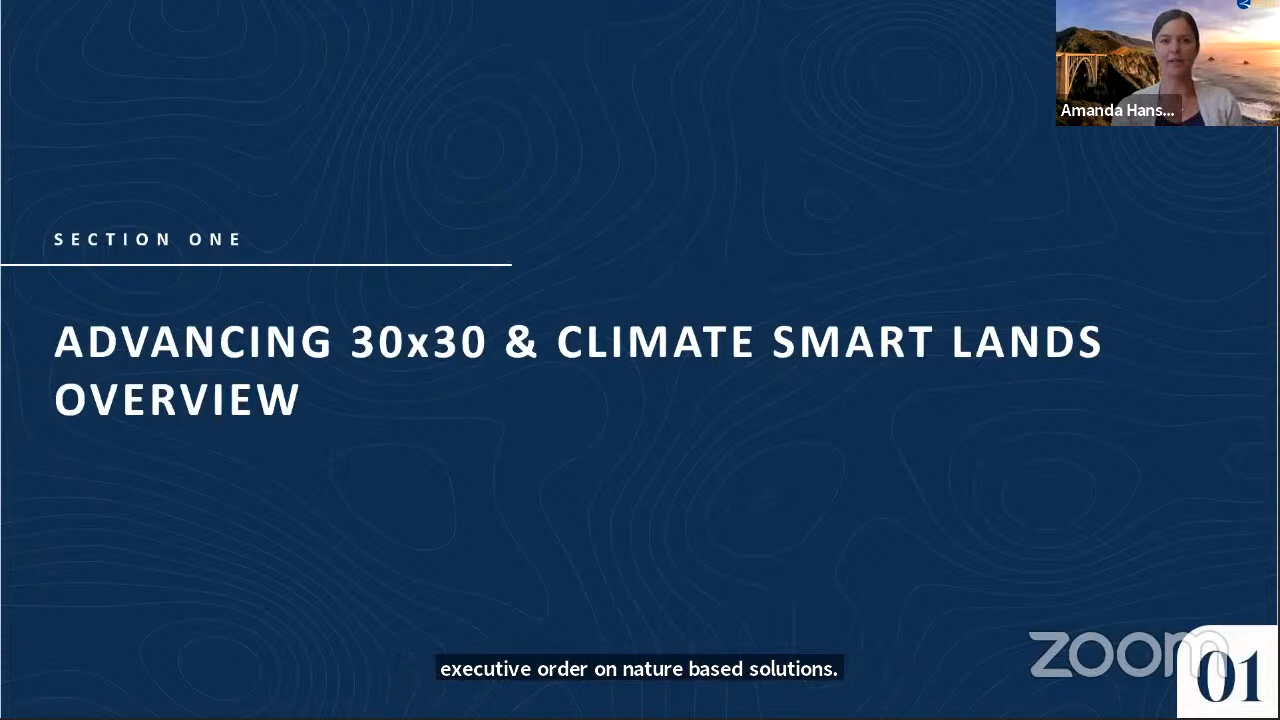 Amanda Hans...
SECTION ONE
ADVANCING 30x30 & CLIMATE SMART LANDS
OVERVIEW
executive order on nature based solutions.
zoom
01